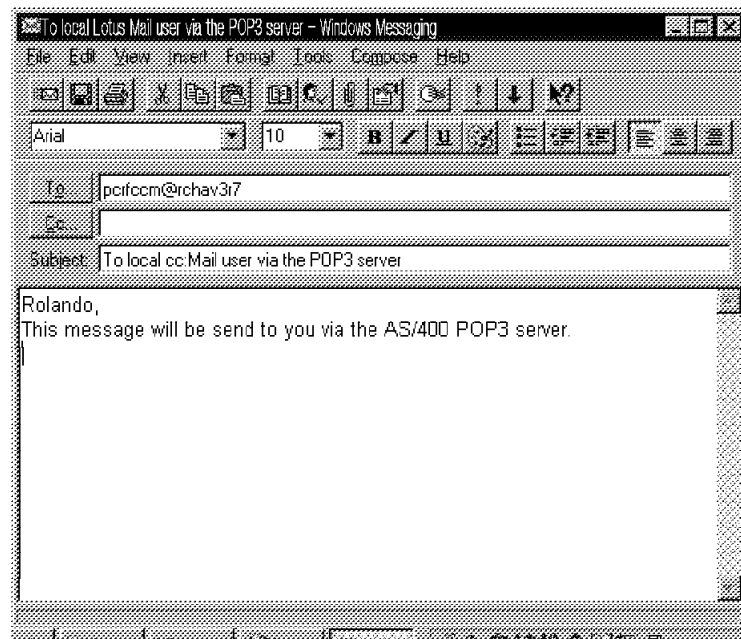 To local Lotus Mail user via the POP3 server – Windows Messaging
File Edit View Insert Format Tools Compose Help
Arial 10 B I U
To... pcrfccm@rchav3r7
Cc...
Subject: To local cc:Mail user via the POP3 server
Rolando,
This message will be send to you via the AS/400 POP3 server.